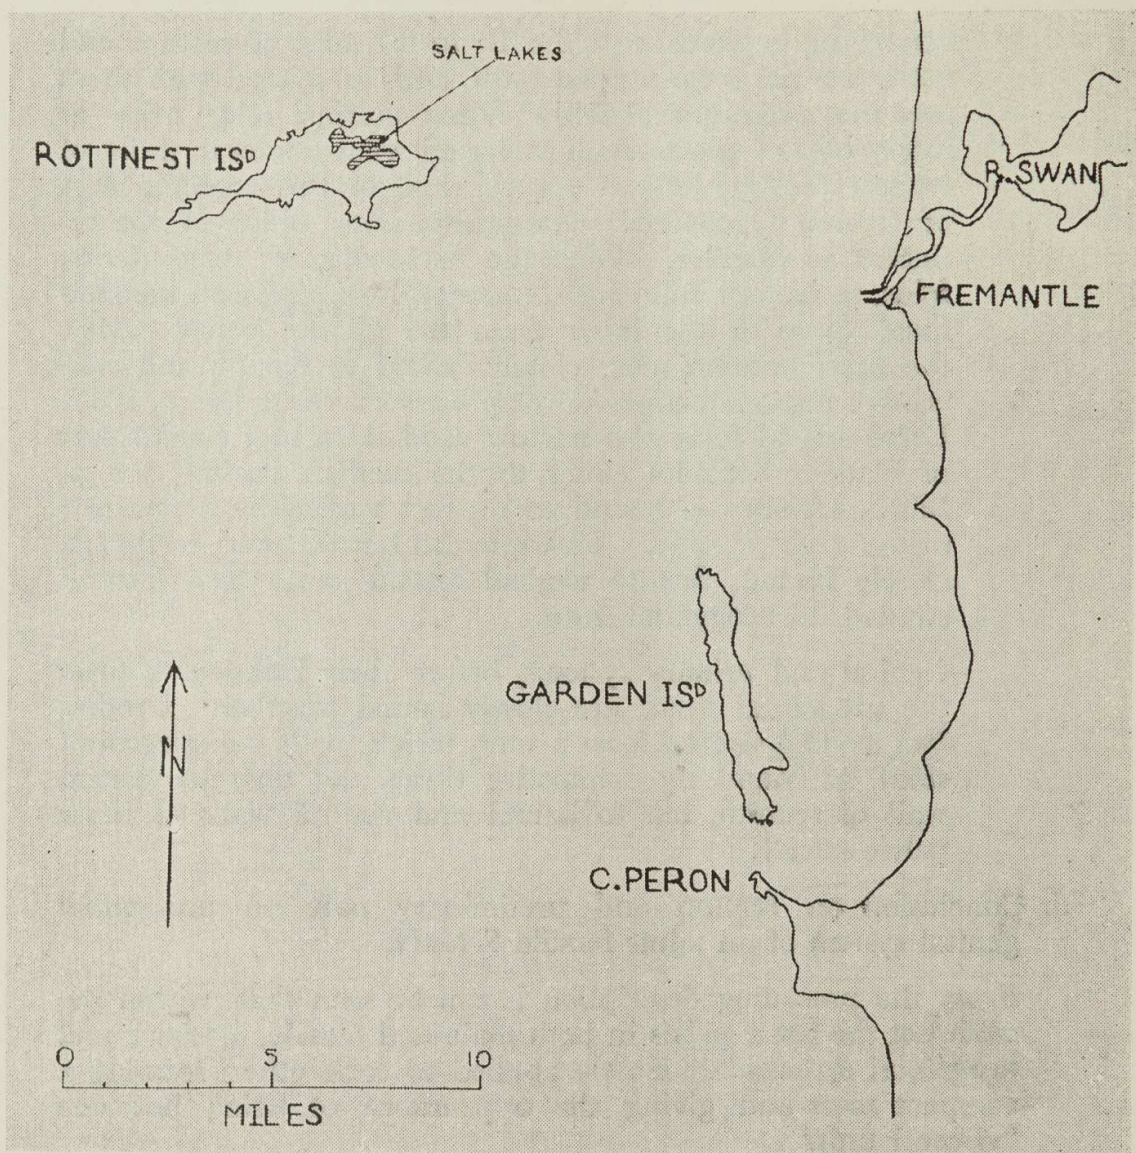 SALT LAKES
ROTTNEST ISᴰ
R. SWAN
FREMANTLE
GARDEN ISᴰ
N
C. PERON
0 5 10
MILES